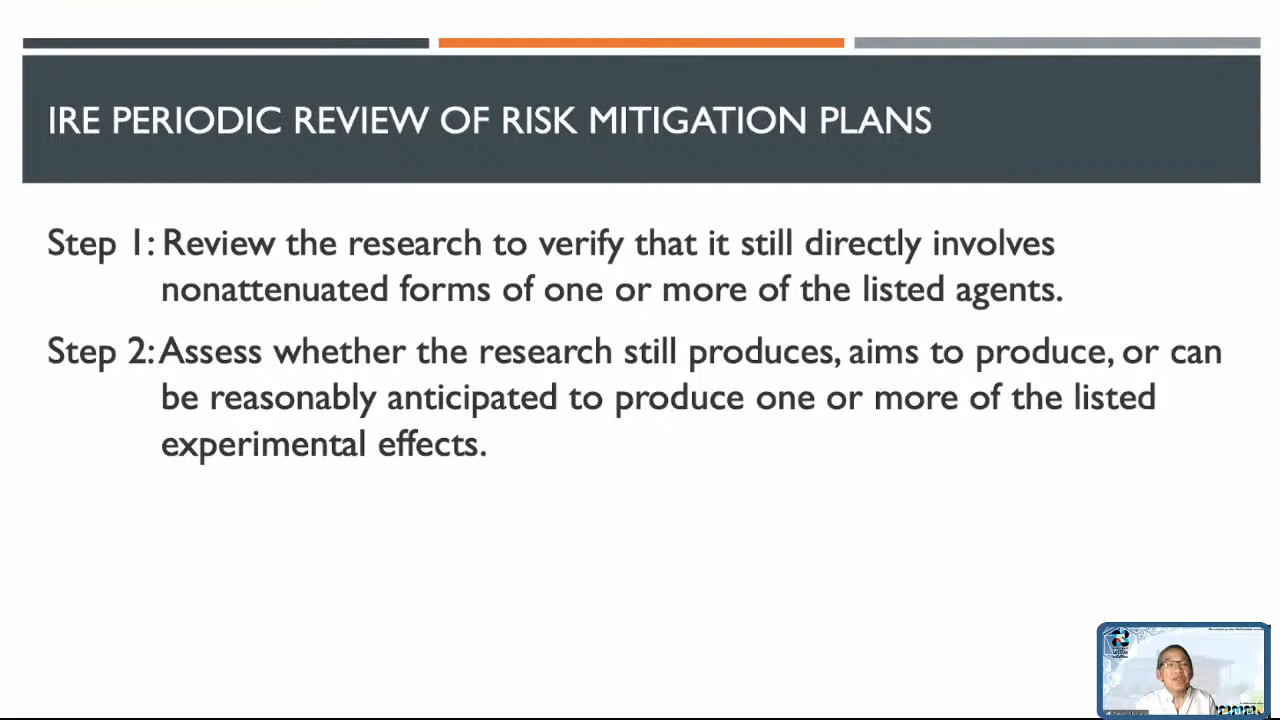 IRE PERIODIC REVIEW OF RISK MITIGATION PLANS
Step 1: Review the research to verify that it still directly involves
nonattenuated forms of one or more of the listed agents.
Step 2: Assess whether the research still produces, aims to produce, or can
be reasonably anticipated to produce one or more of the listed
experimental effects.